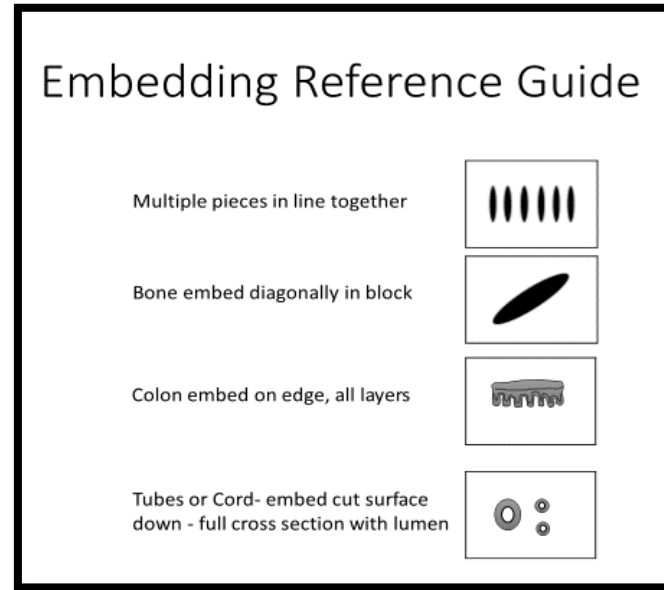 Embedding Reference Guide
Multiple pieces in line together
Bone embed diagonally in block
Colon embed on edge, all layers
Tubes or Cord- embed cut surface
down - full cross section with lumen